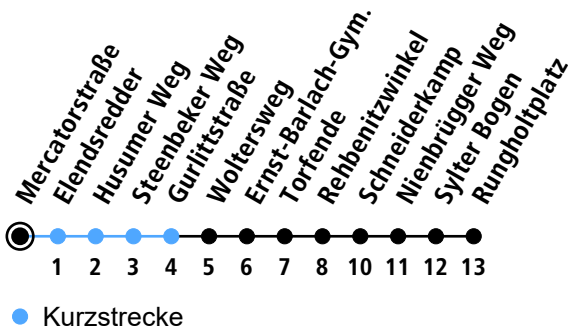 Mercatorstraße
Elendsredder
Husumer Weg
Steenbeker Weg
Gurlittstraße
Woltersweg
Ernst-Barlach-Gym.
Torfende
Rehbenitzwinkel
Schneiderkamp
Nienbrügger Weg
Sylter Bogen
Rungholtplatz
1 2 3 4 5 6 7 8 10 11 12 13
Kurzstrecke